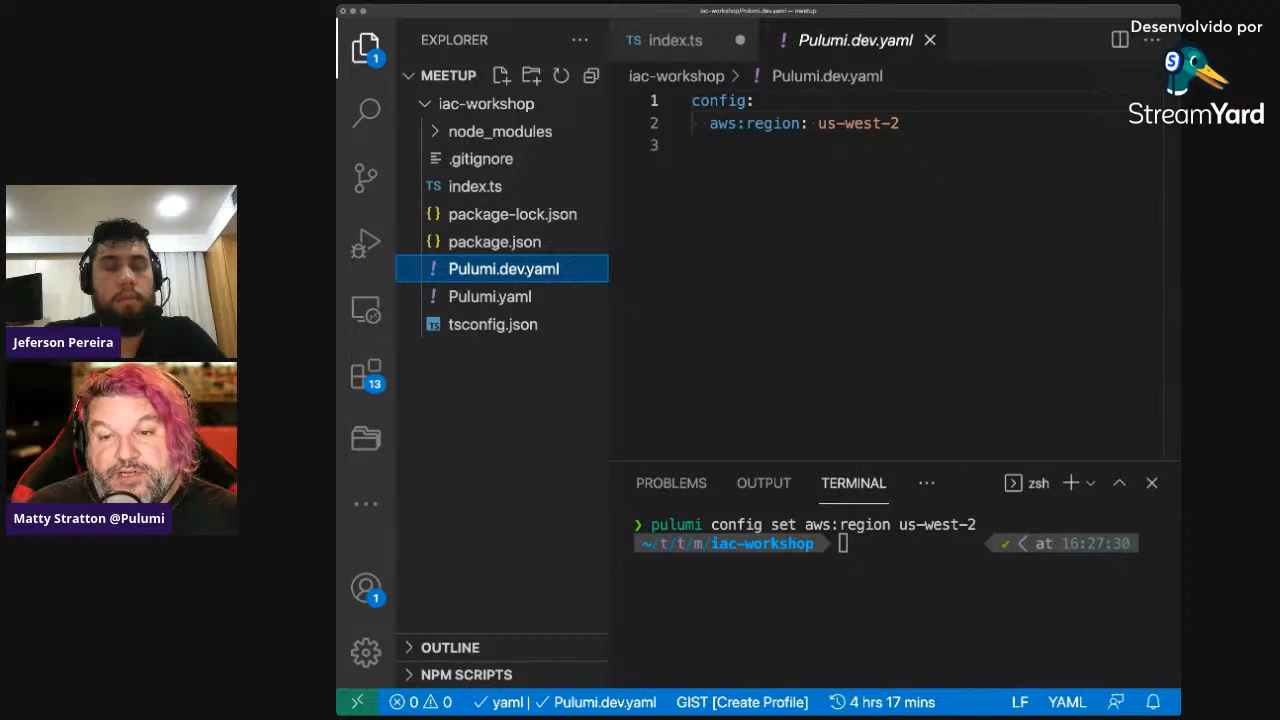 iac-workshop/Pulumi.dev.yaml — meetup
Desenvolvido por
StreamYard
1
EXPLORER
TS index.ts
! Pulumi.dev.yaml
MEETUP
iac-workshop > ! Pulumi.dev.yaml
iac-workshop
node_modules
.gitignore
TS index.ts
{} package-lock.json
{} package.json
! Pulumi.dev.yaml
! Pulumi.yaml
TS tsconfig.json
1 config:
2 aws:region: us-west-2
3
13
Jeferson Pereira
Matty Stratton @Pulumi
PROBLEMS OUTPUT TERMINAL ··· zsh
❯ pulumi config set aws:region us-west-2
~/t/t/m/iac-workshop ✓ < at 16:27:30
1
OUTLINE
NPM SCRIPTS
0 0 ✓ yaml | ✓ Pulumi.dev.yaml GIST [Create Profile] 4 hrs 17 mins LF YAML